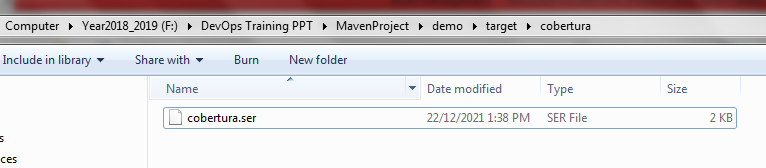 Computer ▸ Year2018_2019 (F:) ▸ DevOps Training PPT ▸ MavenProject ▸ demo ▸ target ▸ cobertura
Include in library Share with Burn New folder
Name Date modified Type Size
cobertura.ser 22/12/2021 1:38 PM SER File 2 KB
s
ces